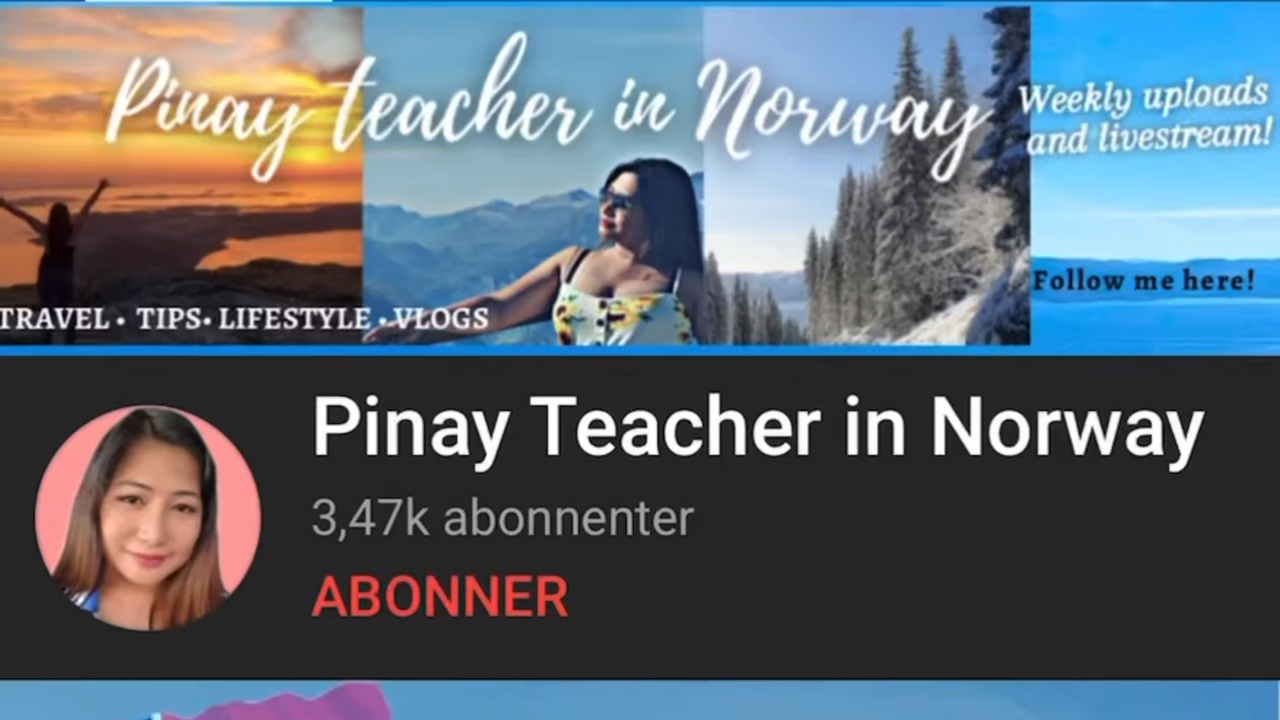 Pinay teacher in Norway
Weekly uploads
and livestream!
Follow me here!
TRAVEL • TIPS• LIFESTYLE • VLOGS
Pinay Teacher in Norway
3,47k abonnenter
ABONNER